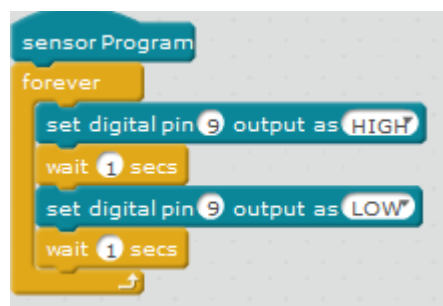 sensor Program
forever
set digital pin 9 output as HIGH
wait 1 secs
set digital pin 9 output as LOW
wait 1 secs